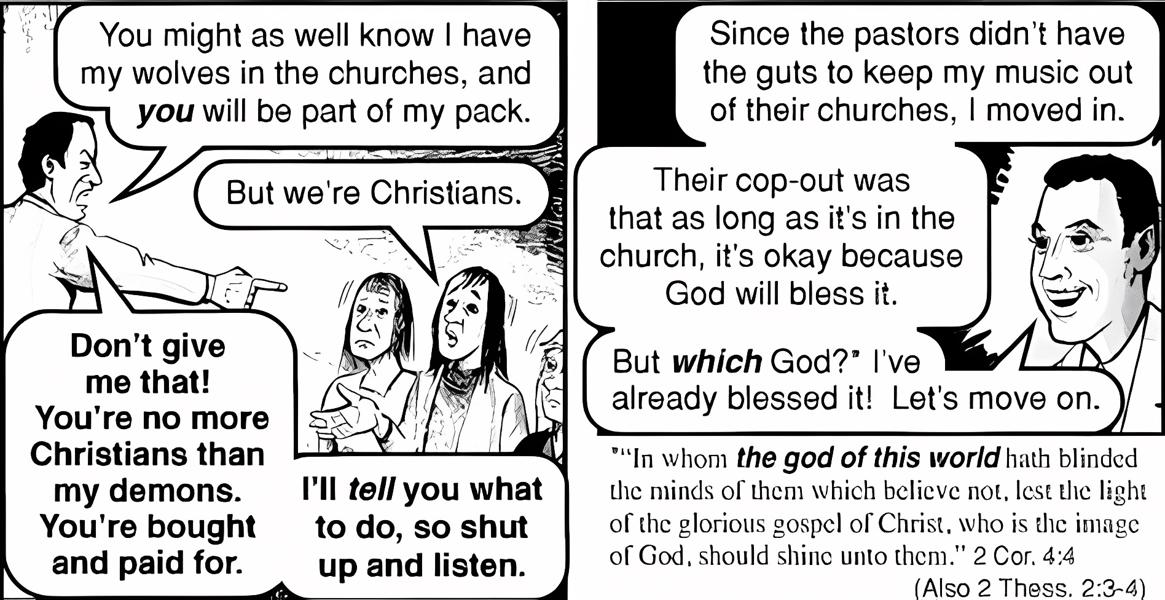 You might as well know I have
my wolves in the churches, and
you will be part of my pack.
But we're Christians.
Don't give
me that!
You're no more
Christians than
my demons.
You're bought
and paid for.
I'll tell you what
to do, so shut
up and listen.
Since the pastors didn't have
the guts to keep my music out
of their churches, I moved in.
Their cop-out was
that as long as it's in the
church, it's okay because
God will bless it.
But which God?* I've
already blessed it! Let's move on.
*“In whom the god of this world hath blinded
the minds of them which believe not, lest the light
of the glorious gospel of Christ, who is the image
of God, should shine unto them.” 2 Cor. 4:4
(Also 2 Thess. 2:3-4)